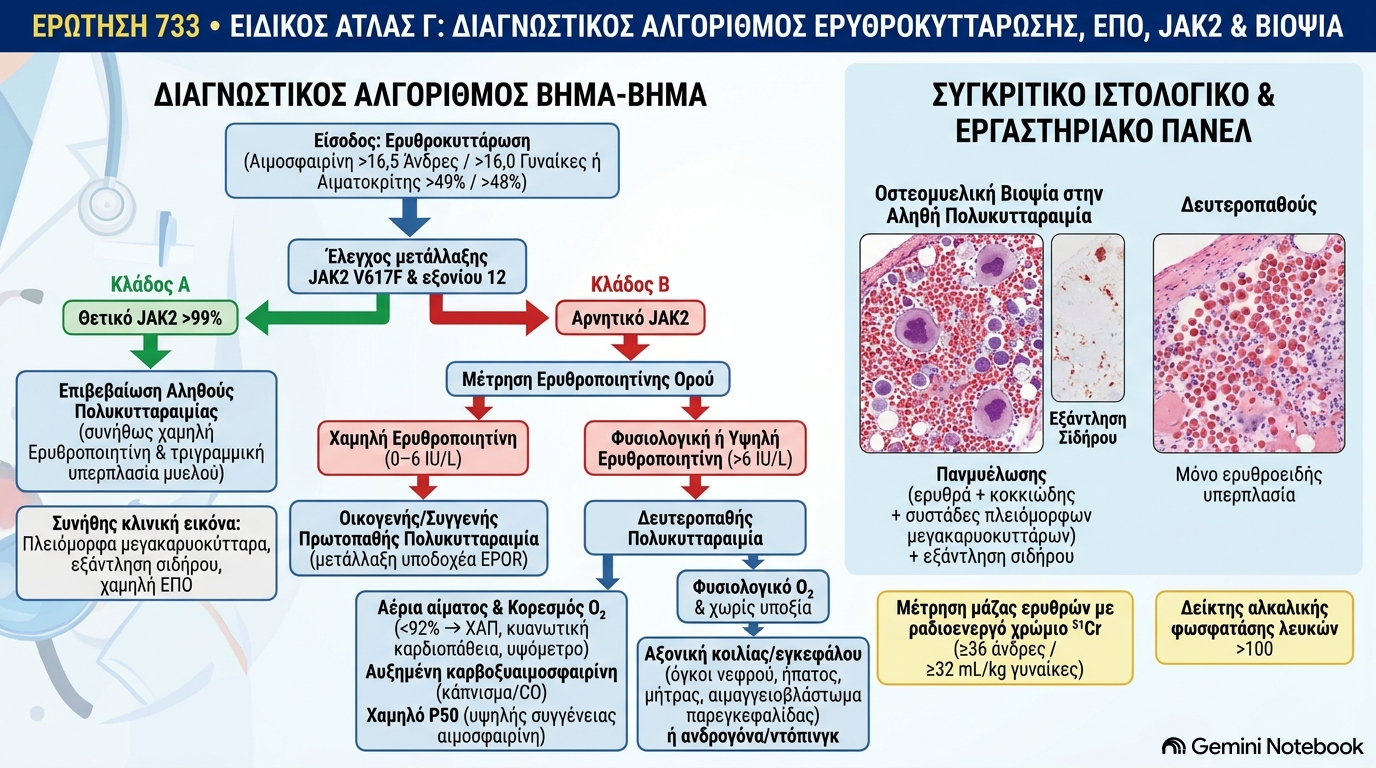 ΕΡΩΤΗΣΗ 733 • ΕΙΔΙΚΟΣ ΑΤΛΑΣ Γ: ΔΙΑΓΝΩΣΤΙΚΟΣ ΑΛΓΟΡΙΘΜΟΣ ΕΡΥΘΡΟΚΥΤΤΑΡΩΣΗΣ, ΕΠΟ, JAK2 & ΒΙΟΨΙΑ
ΔΙΑΓΝΩΣΤΙΚΟΣ ΑΛΓΟΡΙΘΜΟΣ ΒΗΜΑ-ΒΗΜΑ
Είσοδος: Ερυθροκυττάρωση
(Αιμοσφαιρίνη >16,5 Άνδρες / >16,0 Γυναίκες ή
Αιματοκρίτης >49% / >48%)
Έλεγχος μετάλλαξης
JAK2 V617F & εξονίου 12
Κλάδος Α
Θετικό JAK2 >99%
Επιβεβαίωση Αληθούς
Πολυκυτταραιμίας
(συνήθως χαμηλή
Ερυθροποιητίνη & τριγραμμική
υπερπλασία μυελού)
Συνήθης κλινική εικόνα:
Πλειόμορφα μεγακαρυοκύτταρα,
εξάντληση σιδήρου,
χαμηλή ΕΠΟ
Κλάδος Β
Αρνητικό JAK2
Μέτρηση Ερυθροποιητίνης Ορού
Χαμηλή Ερυθροποιητίνη
(0–6 IU/L)
Οικογενής/Συγγενής
Πρωτοπαθής Πολυκυτταραιμία
(μετάλλαξη υποδοχέα EPOR)
Φυσιολογική ή Υψηλή
Ερυθροποιητίνη (>6 IU/L)
Δευτεροπαθής
Πολυκυτταραιμία
Αέρια αίματος & Κορεσμός O₂
(<92% → ΧΑΠ, κυανωτική
καρδιοπάθεια, υψόμετρο)
Αυξημένη καρβοξυαιμοσφαιρίνη
(κάπνισμα/CO)
Χαμηλό P50 (υψηλής συγγένειας
αιμοσφαιρίνη)
Φυσιολογικό O₂
& χωρίς υποξία
Αξονική κοιλίας/εγκεφάλου
(όγκοι νεφρού, ήπατος,
μήτρας, αιμαγγειοβλάστωμα
παρεγκεφαλίδας)
ή ανδρογόνα/ντόπινγκ
ΣΥΓΚΡΙΤΙΚΟ ΙΣΤΟΛΟΓΙΚΟ &
ΕΡΓΑΣΤΗΡΙΑΚΟ ΠΑΝΕΛ
Οστεομυελική Βιοψία στην
Αληθή Πολυκυτταραιμία
Εξάντληση
Σιδήρου
Πανμυέλωσης
(ερυθρά + κοκκιώδης
+ συστάδες πλειόμορφων
μεγακαρυοκυττάρων)
+ εξάντληση σιδήρου
Δευτεροπαθούς
Μόνο ερυθροειδής
υπερπλασία
Μέτρηση μάζας ερυθρών με
ραδιοενεργό χρώμιο ˢ¹Cr
(≥36 άνδρες /
≥32 mL/kg γυναίκες)
Δείκτης αλκαλικής
φωσφατάσης λευκών
>100
Gemini Notebook